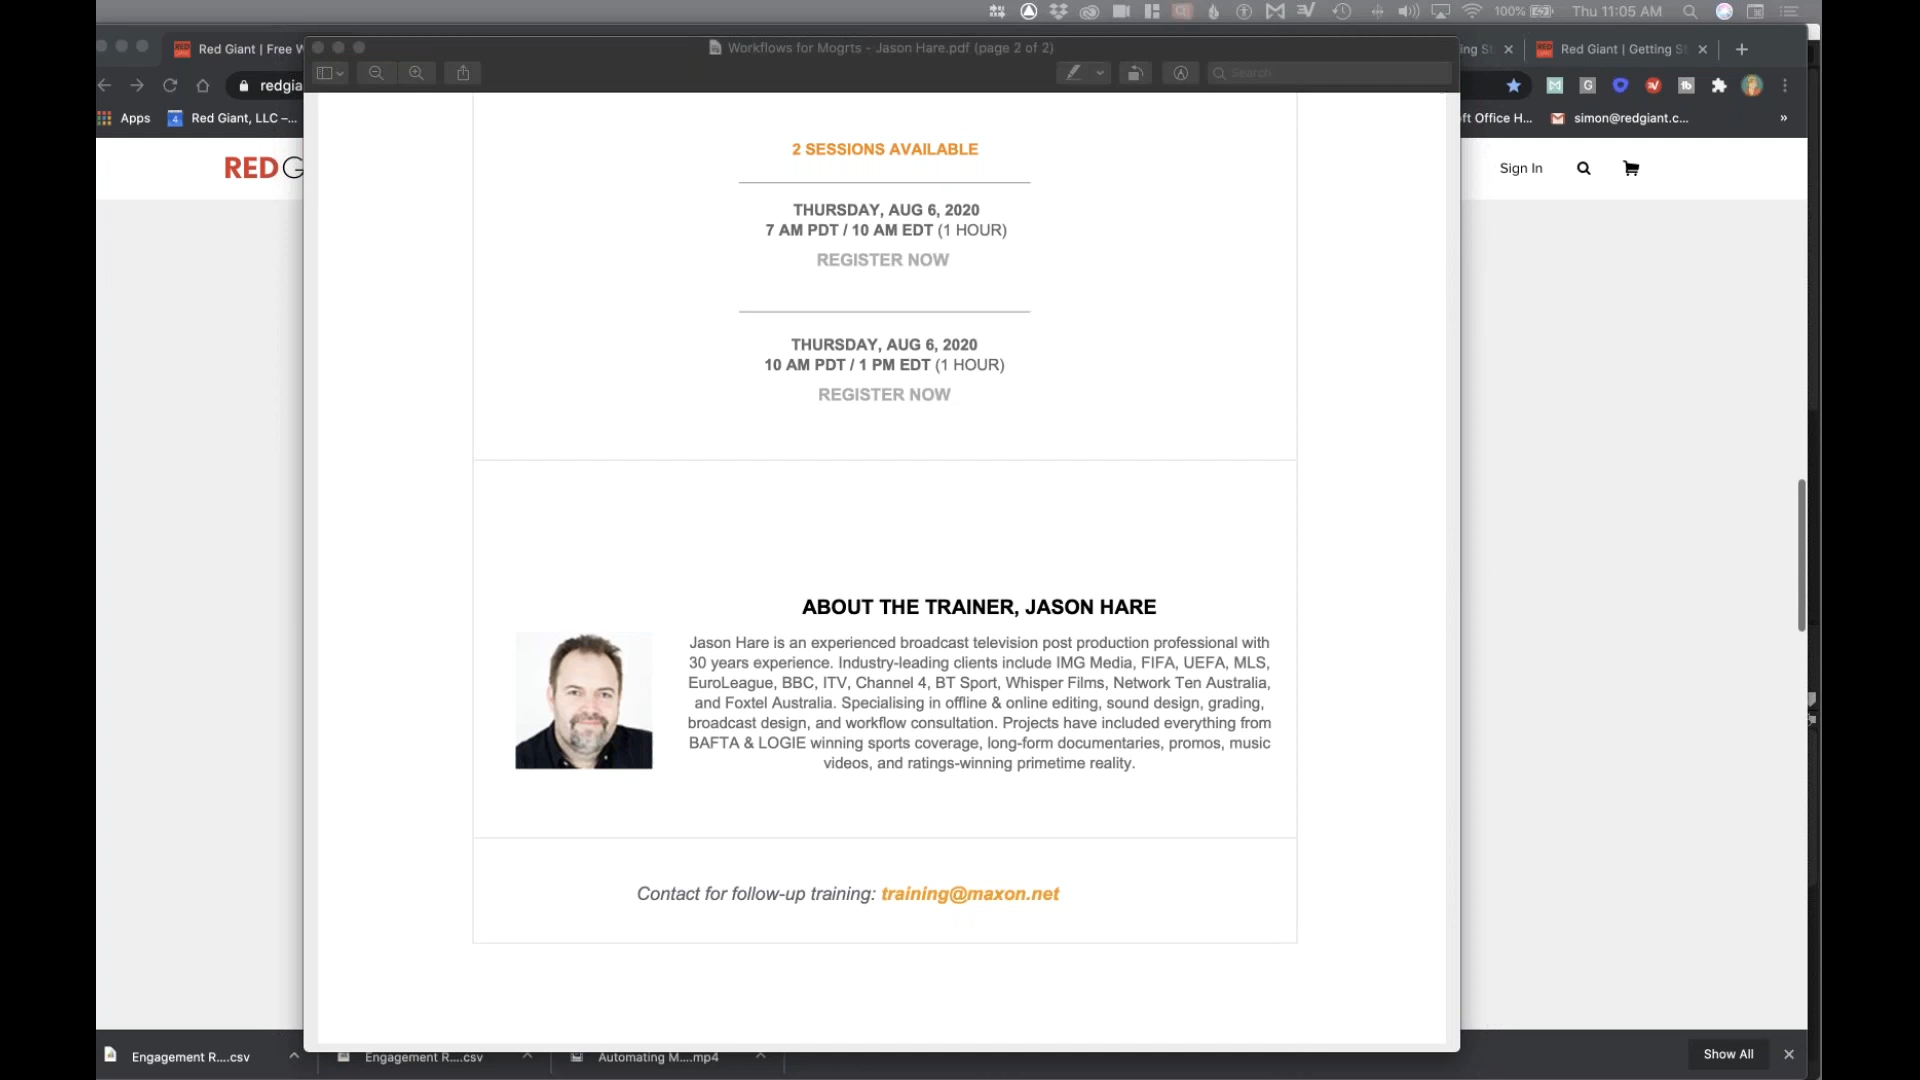 100%
Thu 11:05 AM
Red Giant | Free W
Workflows for Mogrts - Jason Hare.pdf (page 2 of 2)
ing S
Red Giant | Getting St
redgia
Search
Apps
Red Giant, LLC –...
ft Office H...
simon@redgiant.c...
»
RED G
Sign In
2 SESSIONS AVAILABLE
THURSDAY, AUG 6, 2020
7 AM PDT / 10 AM EDT (1 HOUR)
REGISTER NOW
THURSDAY, AUG 6, 2020
10 AM PDT / 1 PM EDT (1 HOUR)
REGISTER NOW
ABOUT THE TRAINER, JASON HARE
Jason Hare is an experienced broadcast television post production professional with
30 years experience. Industry-leading clients include IMG Media, FIFA, UEFA, MLS,
EuroLeague, BBC, ITV, Channel 4, BT Sport, Whisper Films, Network Ten Australia,
and Foxtel Australia. Specialising in offline & online editing, sound design, grading,
broadcast design, and workflow consultation. Projects have included everything from
BAFTA & LOGIE winning sports coverage, long-form documentaries, promos, music
videos, and ratings-winning primetime reality.
Contact for follow-up training: training@maxon.net
Engagement R....csv
Engagement R....csv
Automating M....mp4
Show All